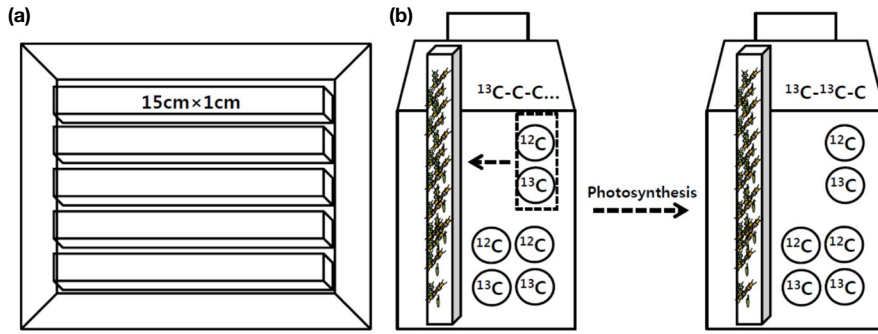 (a)
15cm×1cm
(b)
¹³C-C-C...
¹²C
¹³C
¹²C ¹²C
¹³C ¹³C
Photosynthesis
¹³C-¹³C-C
¹²C
¹³C
¹²C ¹²C
¹³C ¹³C